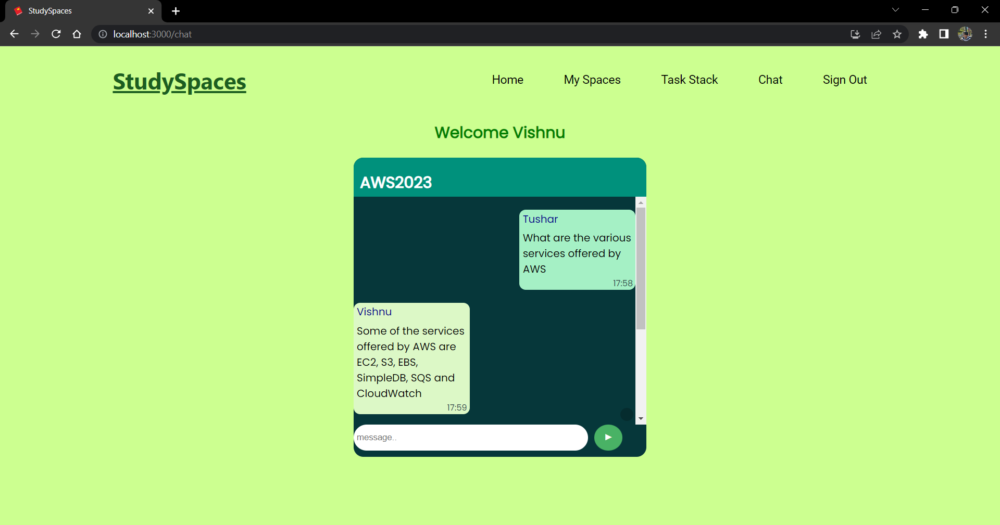 StudySpaces
localhost:3000/chat
StudySpaces
Home
My Spaces
Task Stack
Chat
Sign Out
Welcome Vishnu
AWS2023
Tushar
What are the various
services offered by
AWS
17:58
Vishnu
Some of the services
offered by AWS are
EC2, S3, EBS,
SimpleDB, SQS and
CloudWatch
17:59
message..